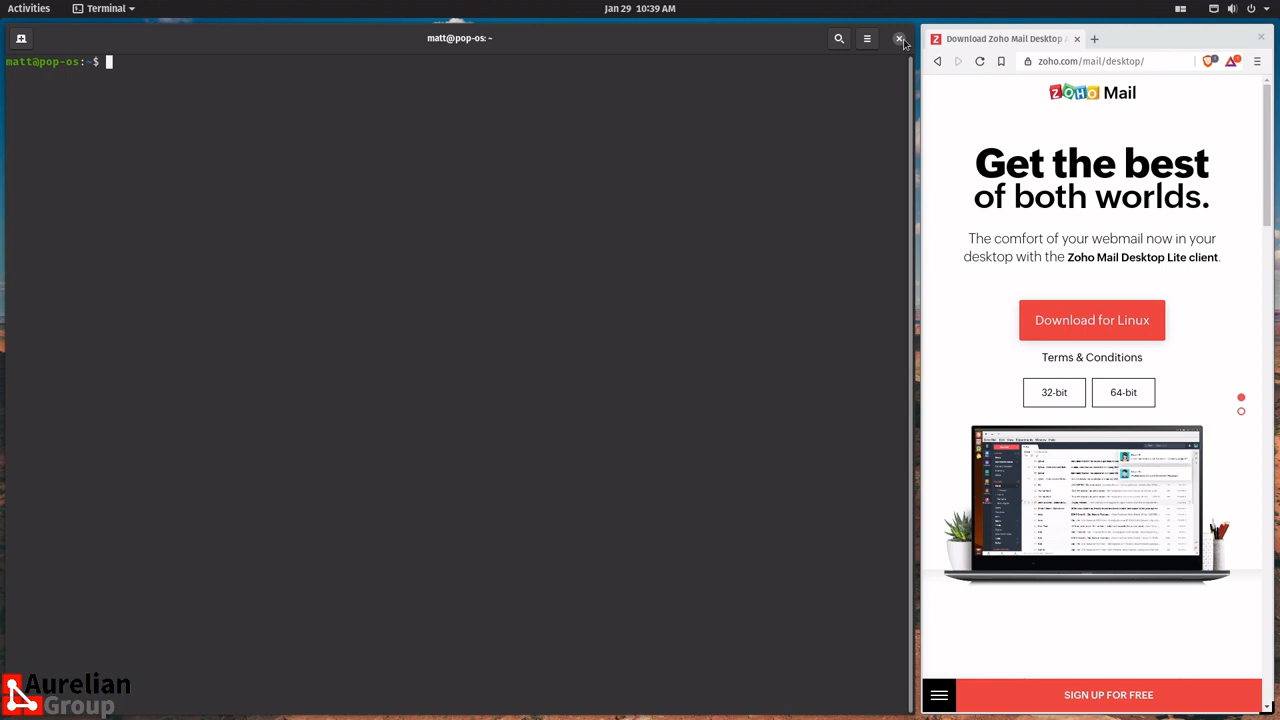 Activities
Terminal
Jan 29 10:39 AM
matt@pop-os: ~
matt@pop-os:~$
Download Zoho Mail Desktop
zoho.com/mail/desktop/
ZOHO Mail
Get the best
of both worlds.
The comfort of your webmail now in your
desktop with the Zoho Mail Desktop Lite client.
Download for Linux
Terms & Conditions
32-bit
64-bit
SIGN UP FOR FREE
Aurelian
Group